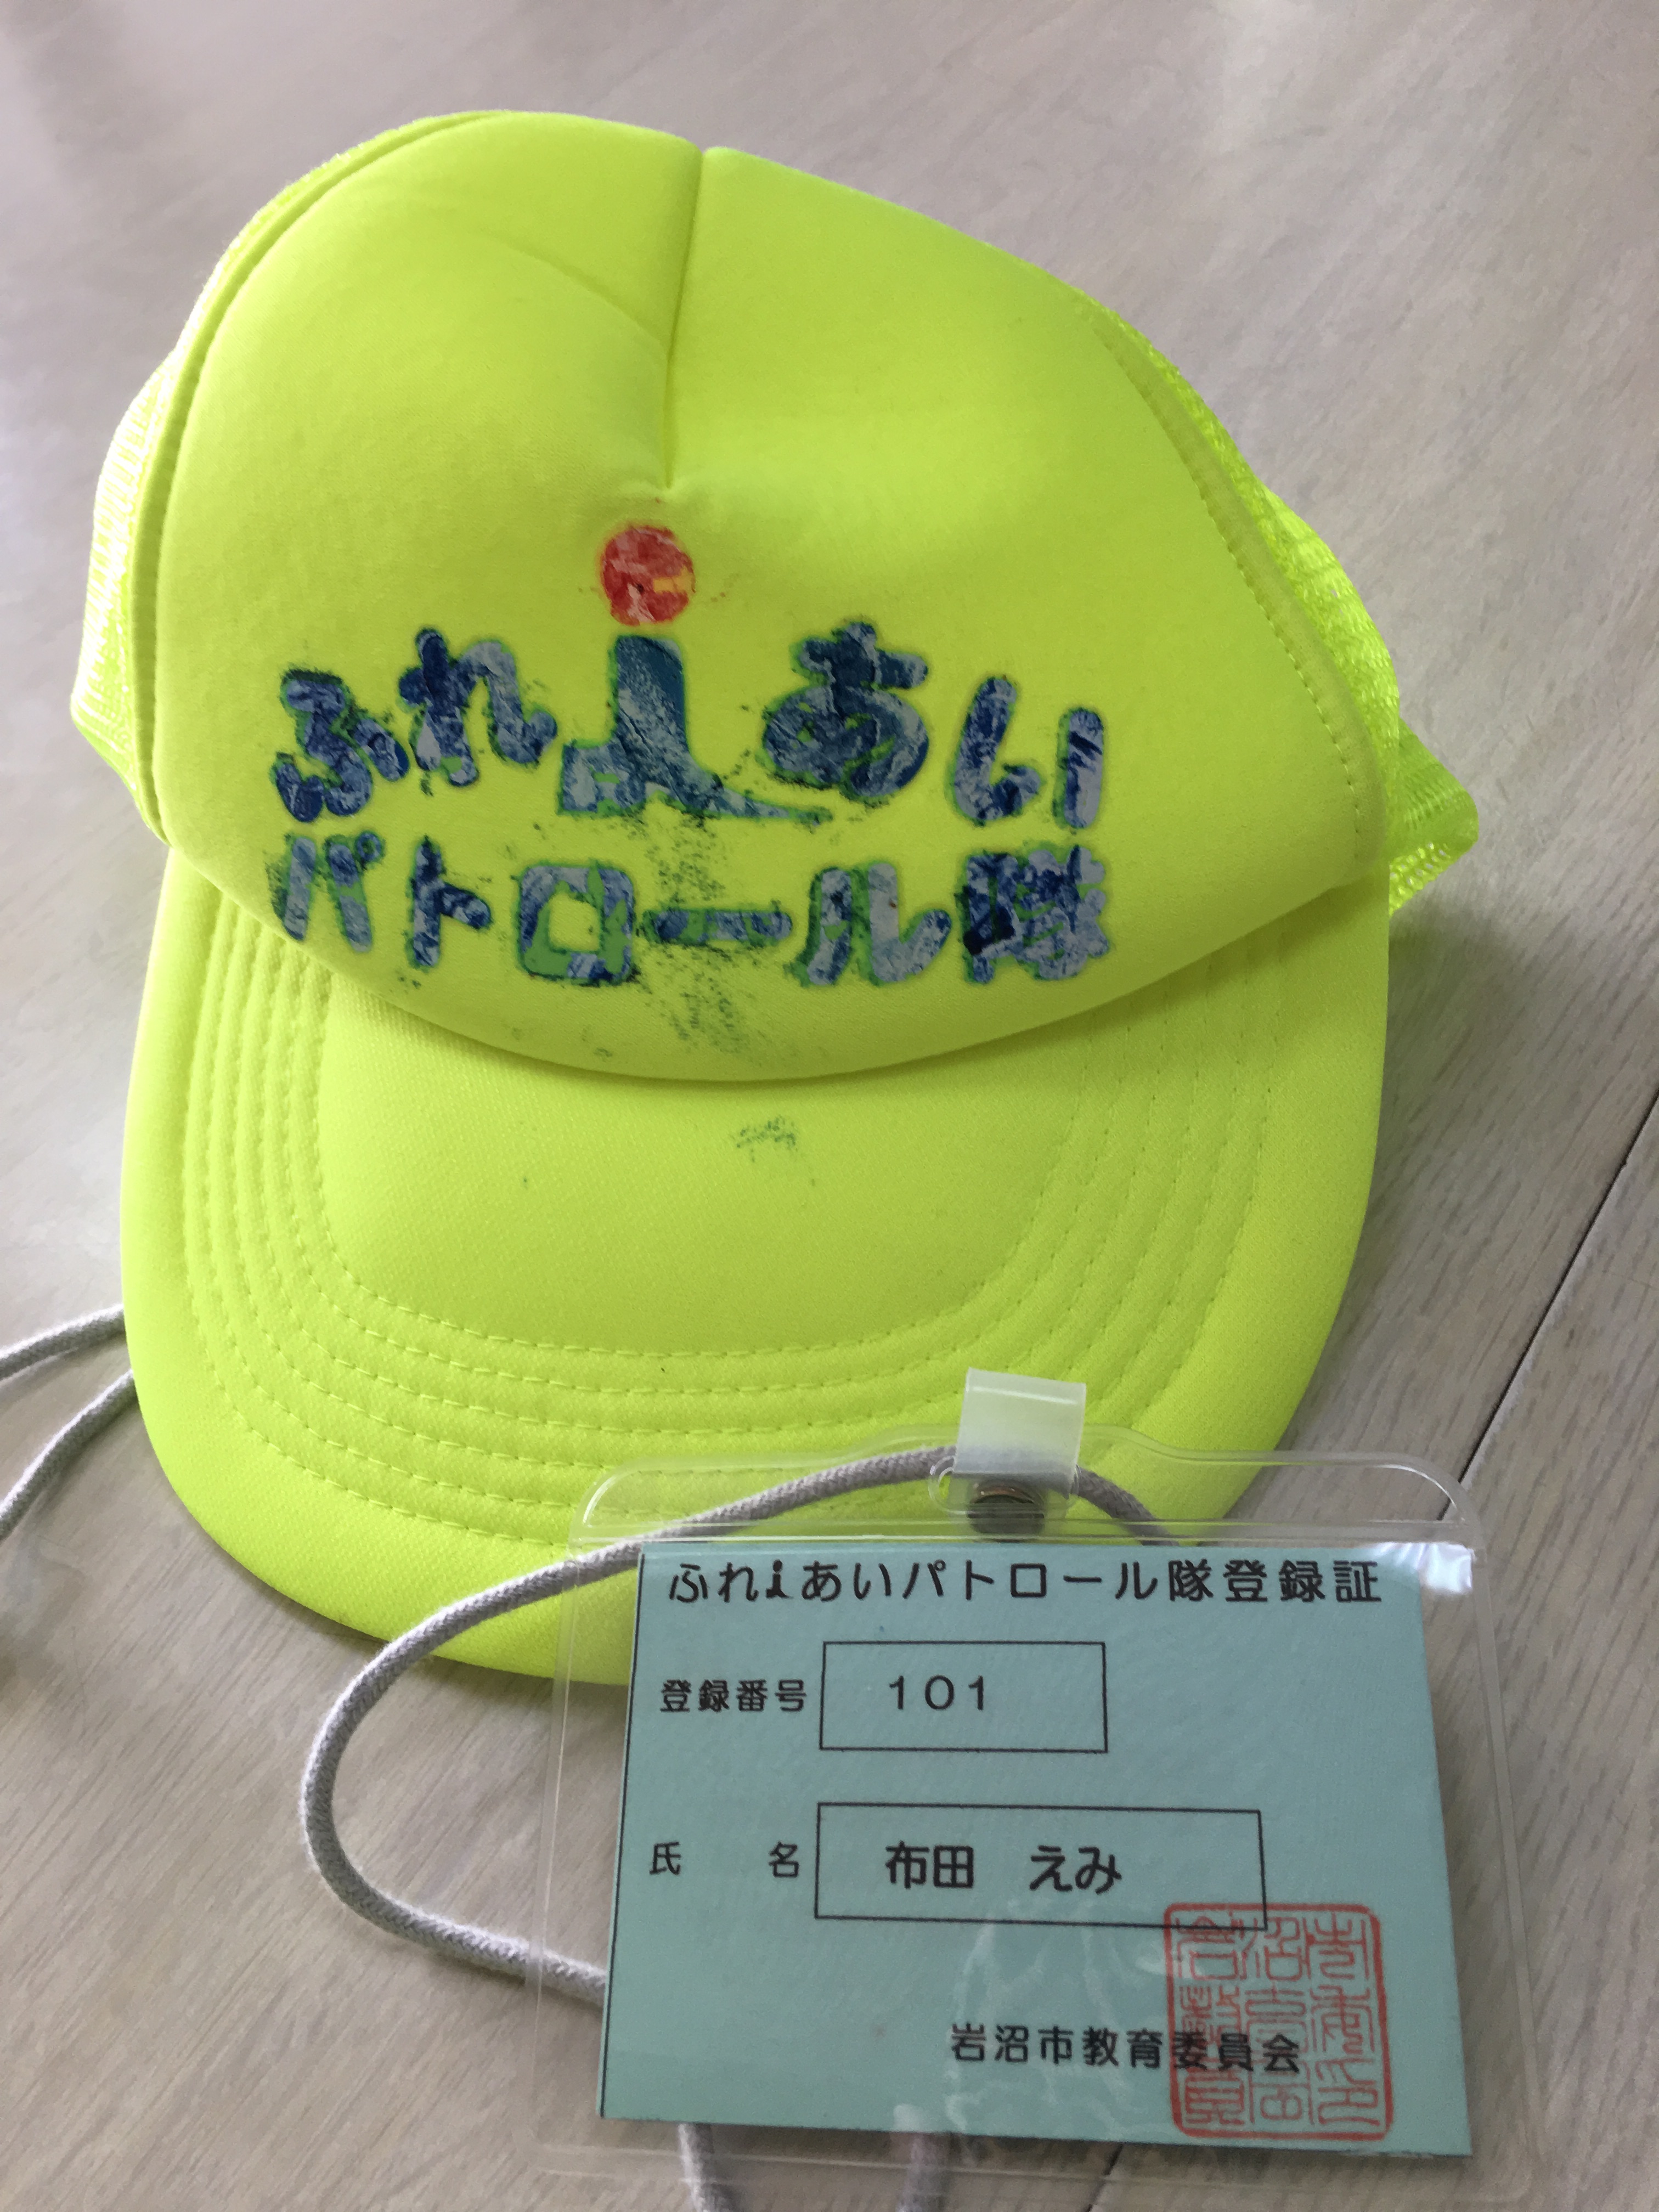 ふれiあい
パトロール隊
ふれiあいパトロール隊登録証
登録番号 101
氏 名 布田 えみ
岩沼市教育委員会